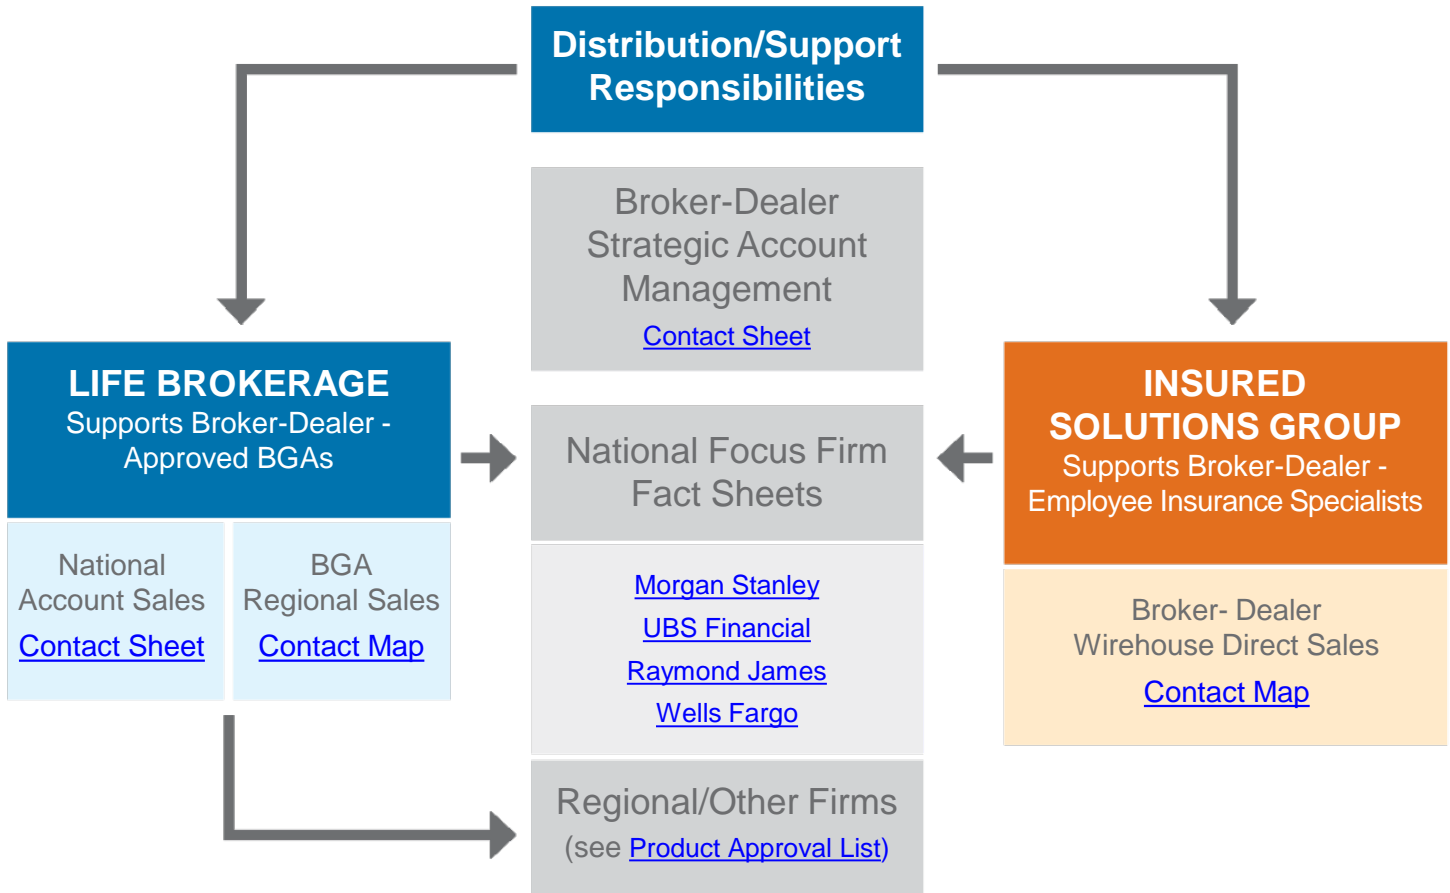 Distribution/Support
Responsibilities
Broker-Dealer
Strategic Account
Management
Contact Sheet
LIFE BROKERAGE
Supports Broker-Dealer -
Approved BGAs
National
Account Sales
Contact Sheet
BGA
Regional Sales
Contact Map
National Focus Firm
Fact Sheets
Morgan Stanley
UBS Financial
Raymond James
Wells Fargo
Regional/Other Firms
(see Product Approval List)
INSURED
SOLUTIONS GROUP
Supports Broker-Dealer -
Employee Insurance Specialists
Broker- Dealer
Wirehouse Direct Sales
Contact Map